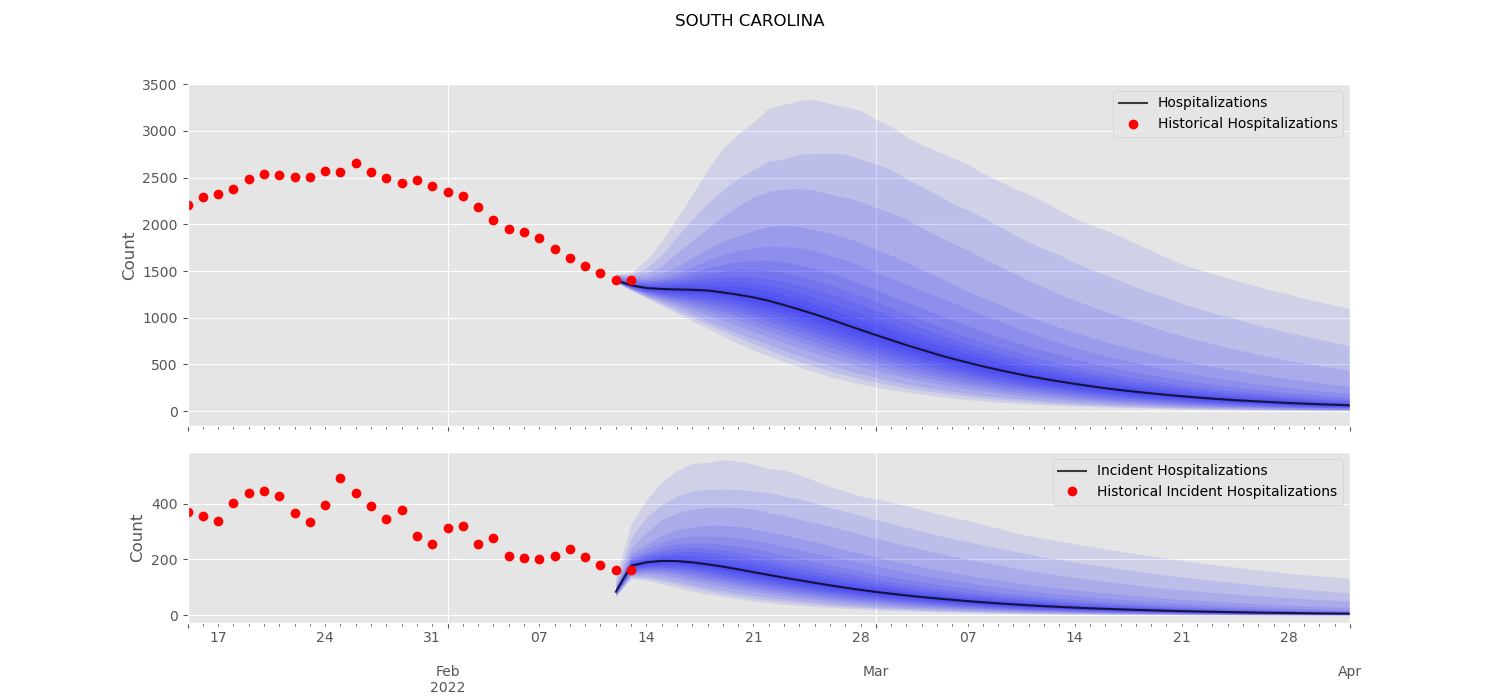 SOUTH CAROLINA
3500
3000
2500
2000
1500
1000
500
0
Count
Hospitalizations
Historical Hospitalizations
400
200
0
Count
Incident Hospitalizations
Historical Incident Hospitalizations
17 24 31 07 14 21 28 07 14 21 28
Feb Mar Apr
2022